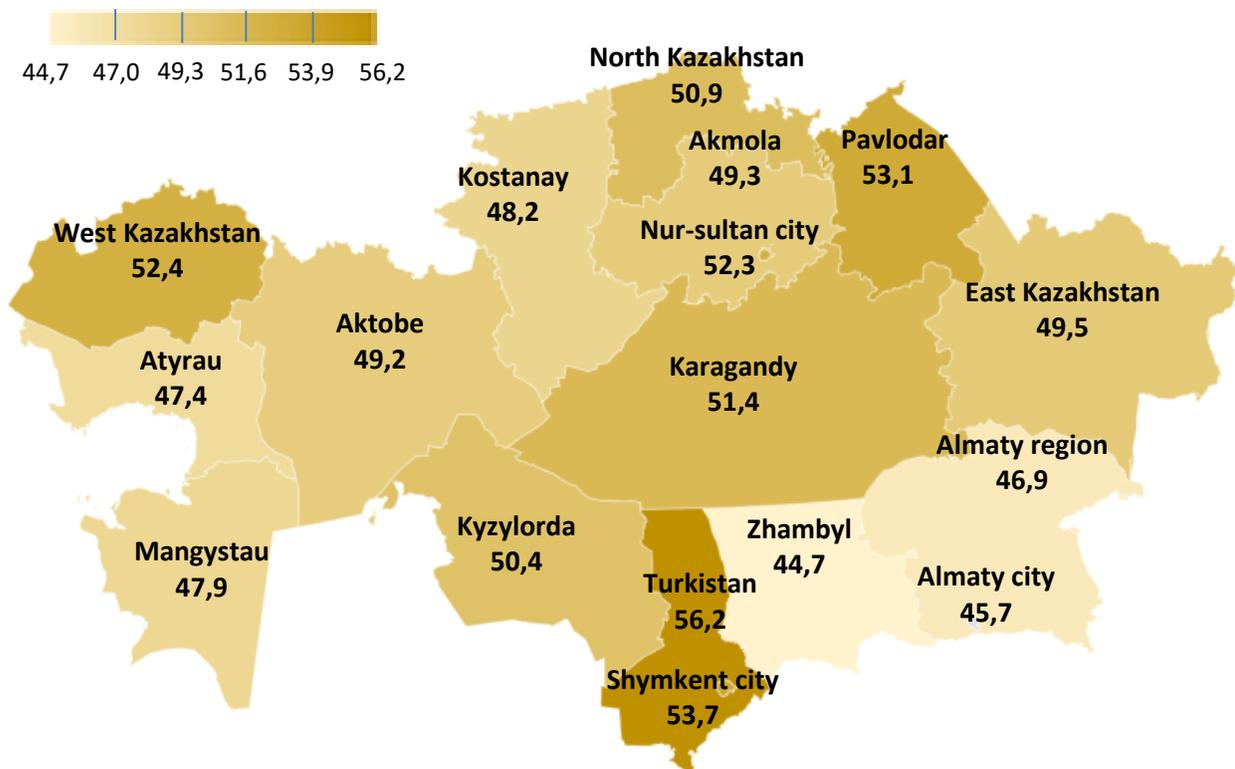 44,7 47,0 49,3 51,6 53,9 56,2
North Kazakhstan
50,9
Akmola
49,3
Pavlodar
53,1
Kostanay
48,2
Nur-sultan city
52,3
West Kazakhstan
52,4
East Kazakhstan
49,5
Aktobe
49,2
Atyrau
47,4
Karagandy
51,4
Almaty region
46,9
Kyzylorda
50,4
Zhambyl
44,7
Mangystau
47,9
Turkistan
56,2
Almaty city
45,7
Shymkent city
53,7